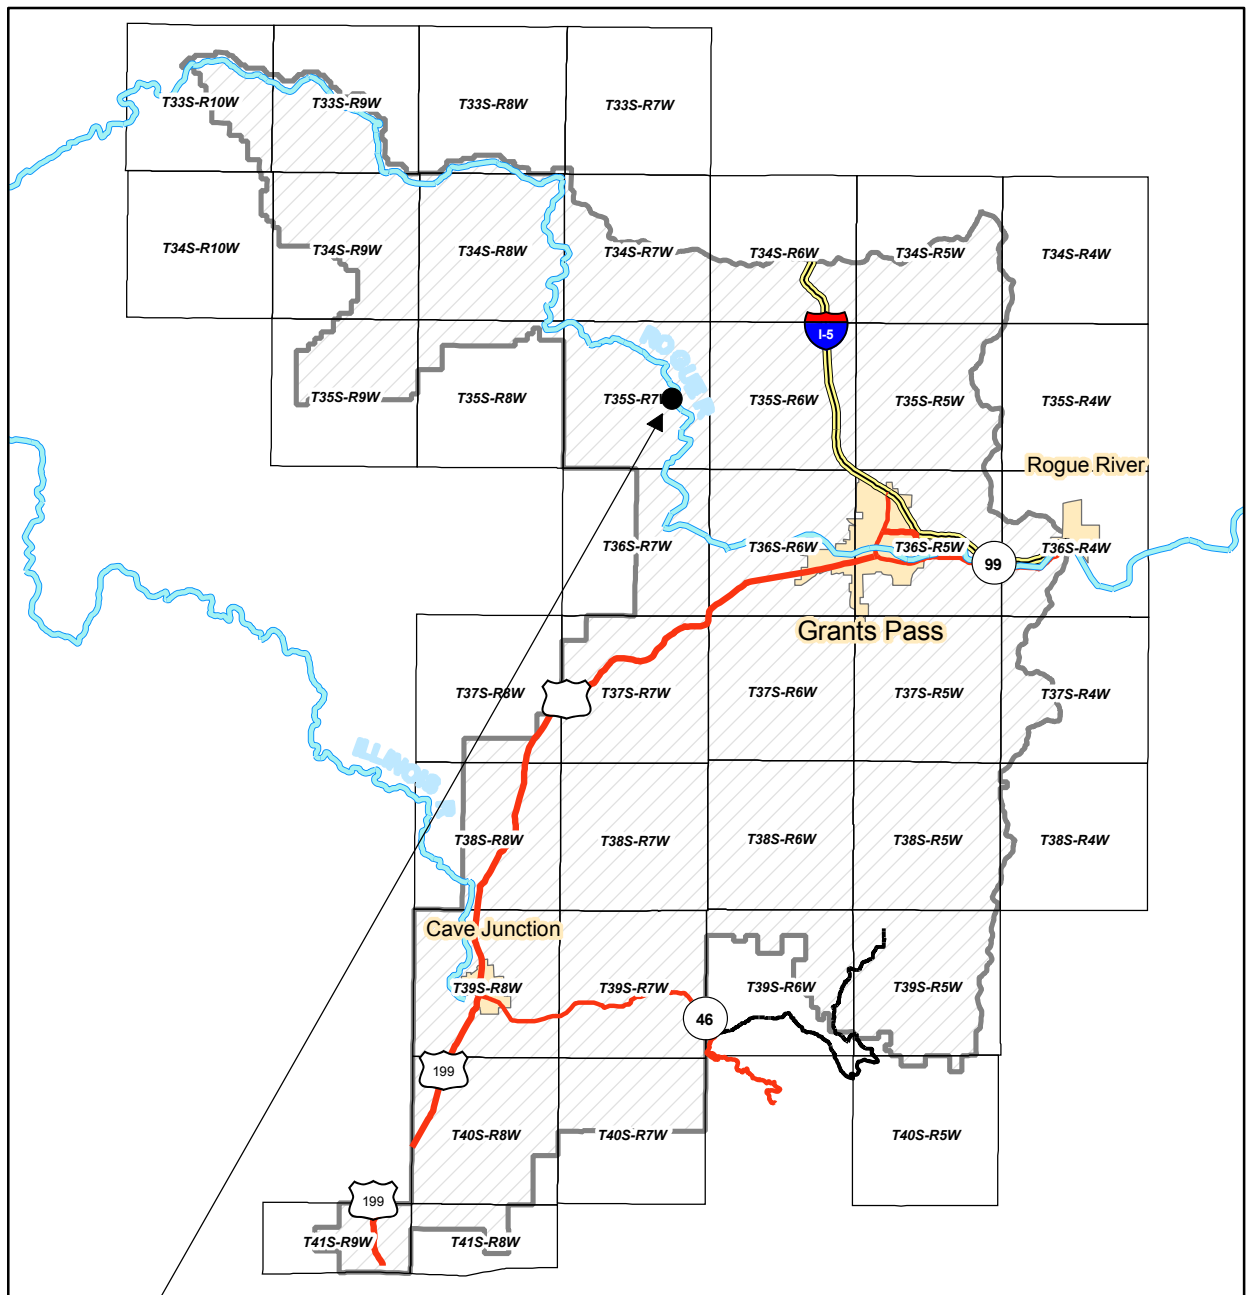 T33S-R10W
T33S-R9W
T33S-R8W
T33S-R7W
T34S-R10W
T34S-R9W
T34S-R8W
T34S-R7W
T34S-R6W
T34S-R5W
T34S-R4W
I-5
ROGUE R
T35S-R9W
T35S-R8W
T35S-R7W
T35S-R6W
T35S-R5W
T35S-R4W
Rogue River
T36S-R7W
T36S-R6W
T36S-R5W
T36S-R4W
99
Grants Pass
T37S-R8W
T37S-R7W
T37S-R6W
T37S-R5W
T37S-R4W
ILLINOIS R
T38S-R8W
T38S-R7W
T38S-R6W
T38S-R5W
T38S-R4W
Cave Junction
T39S-R8W
T39S-R7W
T39S-R6W
T39S-R5W
46
199
T40S-R8W
T40S-R7W
T40S-R5W
199
T41S-R9W
T41S-R8W